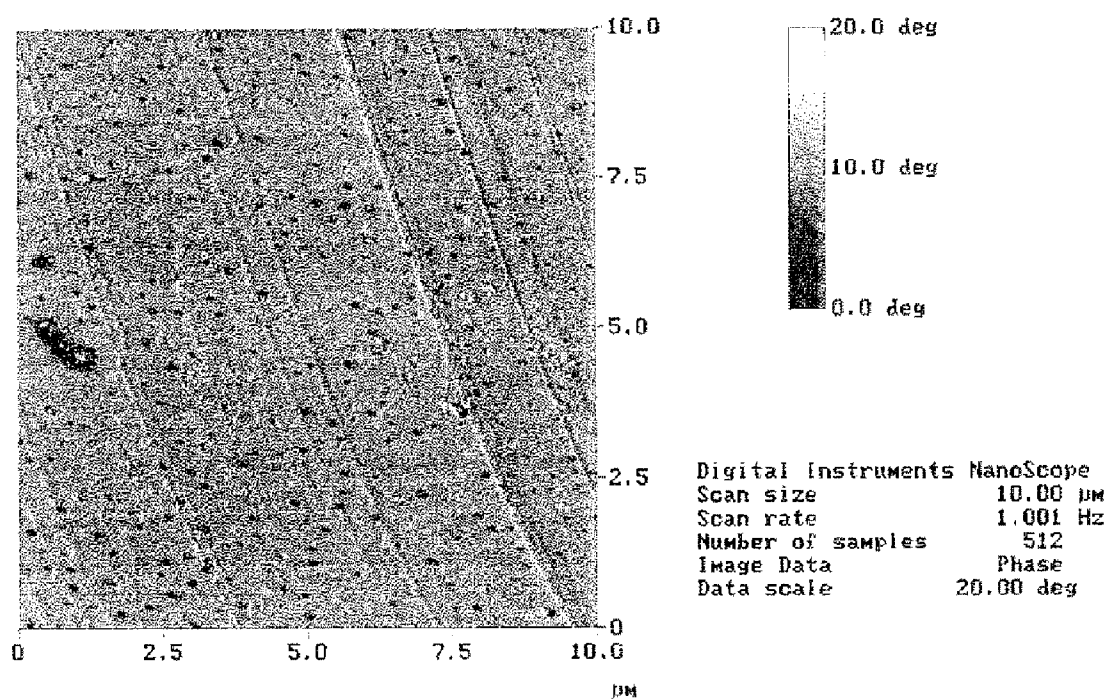 10.0
7.5
5.0
2.5
0
0 2.5 5.0 7.5 10.0
µM
20.0 deg
10.0 deg
0.0 deg
Digital Instruments NanoScope
Scan size 10.00 µM
Scan rate 1.001 Hz
Number of samples 512
Image Data Phase
Data scale 20.00 deg